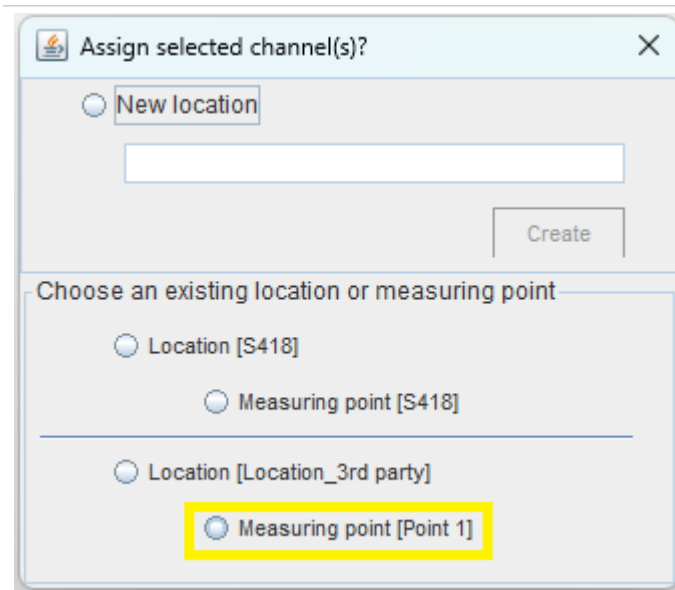 Assign selected channel(s)?
New location
Create
Choose an existing location or measuring point
Location [S418]
Measuring point [S418]
Location [Location_3rd party]
Measuring point [Point 1]